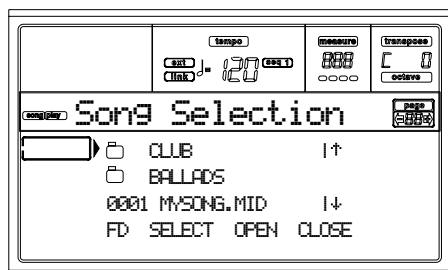 tempo measure transpose
ext link ♩= 120 seq 1 888 C 0
octave
song play Song Selection page
CLUB |↑
BALLADS
0001 MYSONG.MID |↓
FD SELECT OPEN CLOSE